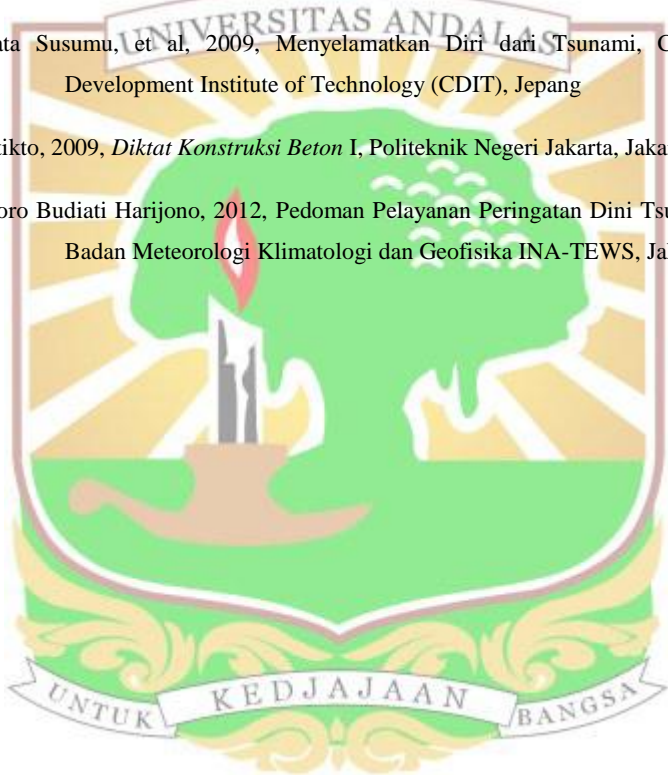 UNIVERSITAS ANDALAS
ta Susumu, et al, 2009, Menyelamatkan Diri dari Tsunami, C
Development Institute of Technology (CDIT), Jepang
ikto, 2009, Diktat Konstruksi Beton I, Politeknik Negeri Jakarta, Jaka
oro Budiati Harijono, 2012, Pedoman Pelayanan Peringatan Dini Tsu
Badan Meteorologi Klimatologi dan Geofisika INA-TEWS, Ja
UNTUK KEDJAJAAN BANGSA